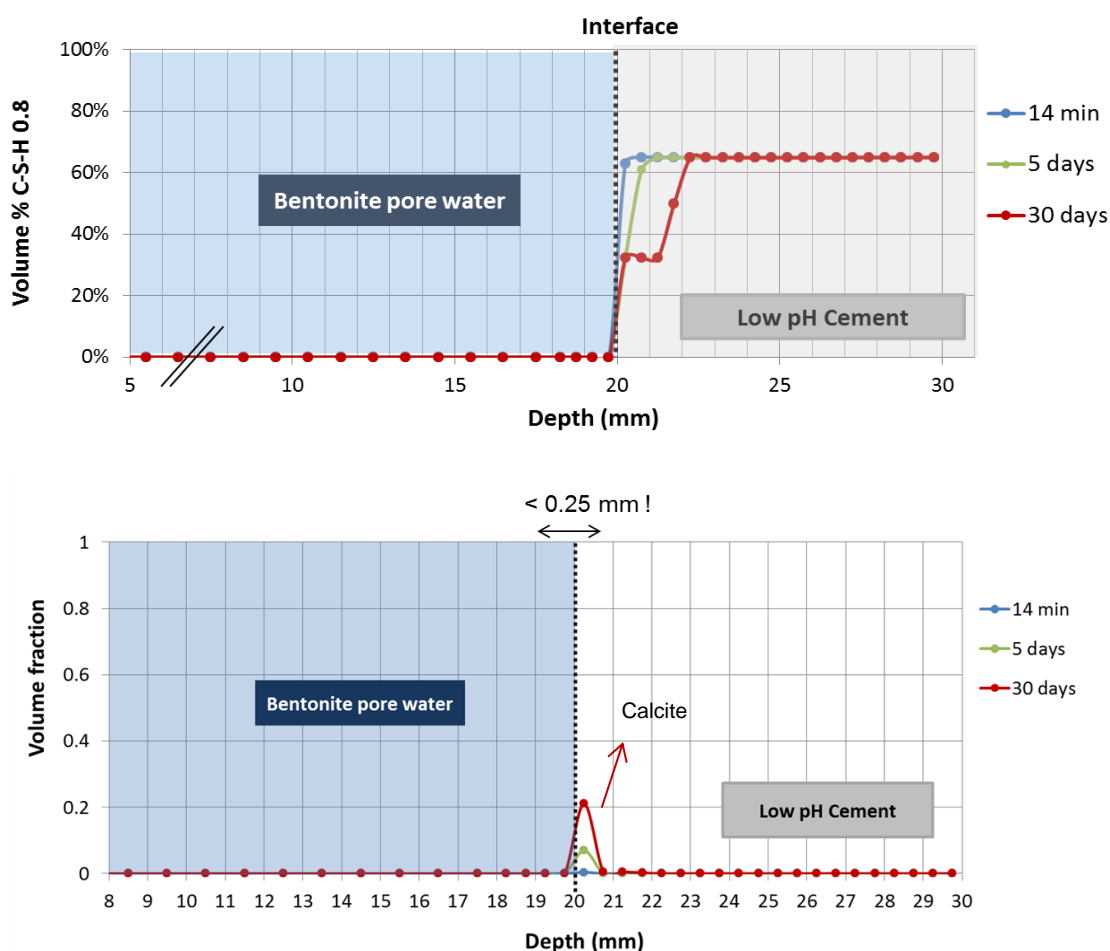 Interface
100%
80%
60%
40%
20%
0%
Volume % C-S-H 0.8
Bentonite pore water
Low pH Cement
14 min
5 days
30 days
5 10 15 20 25 30
Depth (mm)
< 0.25 mm !
1
0.8
0.6
0.4
0.2
0
Volume fraction
Bentonite pore water
Calcite
Low pH Cement
14 min
5 days
30 days
8 9 10 11 12 13 14 15 16 17 18 19 20 21 22 23 24 25 26 27 28 29 30
Depth (mm)